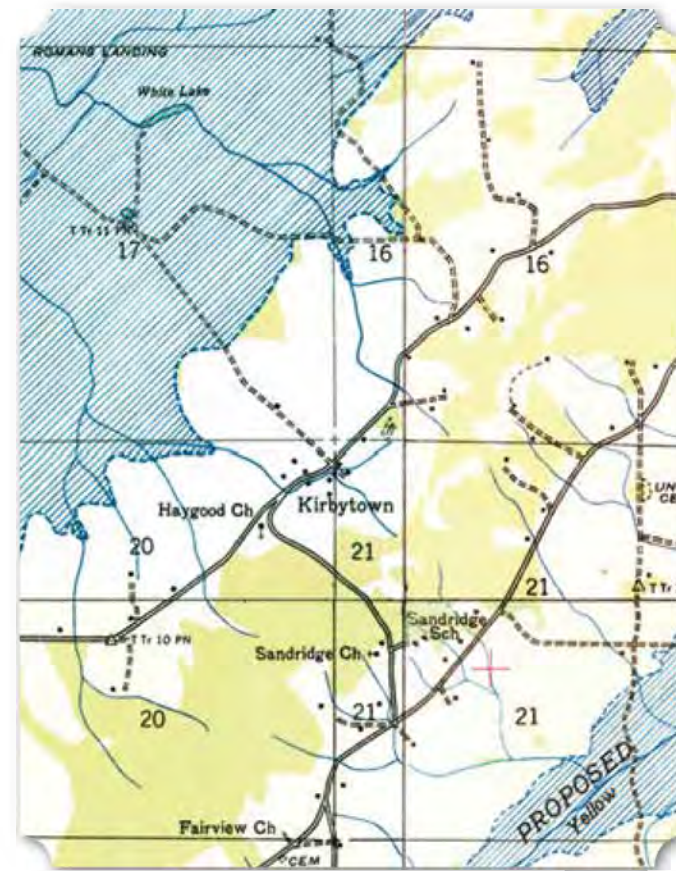 ROMANS LANDING
White Lake
T Tr 11 PN
17
16
16
Haygood Ch
Kirbytown
20
21
21
T Tr
Sandridge Sch
T Tr 10 PN
Sandridge Ch
20
21
21
PROPOSED
Yellow
Fairview Ch
CEM